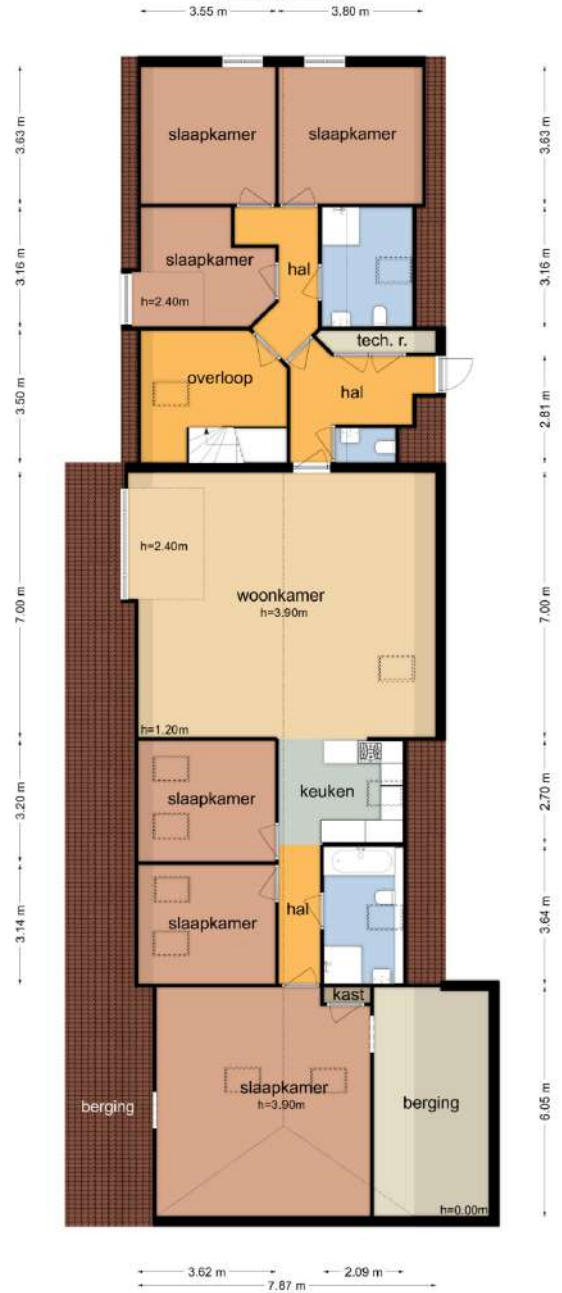 3.55 m
3.80 m
3.63 m
slaapkamer
slaapkamer
3.63 m
3.16 m
slaapkamer
hal
3.16 m
h=2.40m
tech. r.
3.50 m
overloop
hal
2.81 m
h=2.40m
7.00 m
woonkamer
h=3.90m
7.00 m
h=1.20m
3.20 m
slaapkamer
keuken
2.70 m
3.14 m
slaapkamer
hal
3.64 m
kast
berging
slaapkamer
h=3.90m
berging
6.05 m
h=0.00m
3.62 m
2.09 m
7.87 m